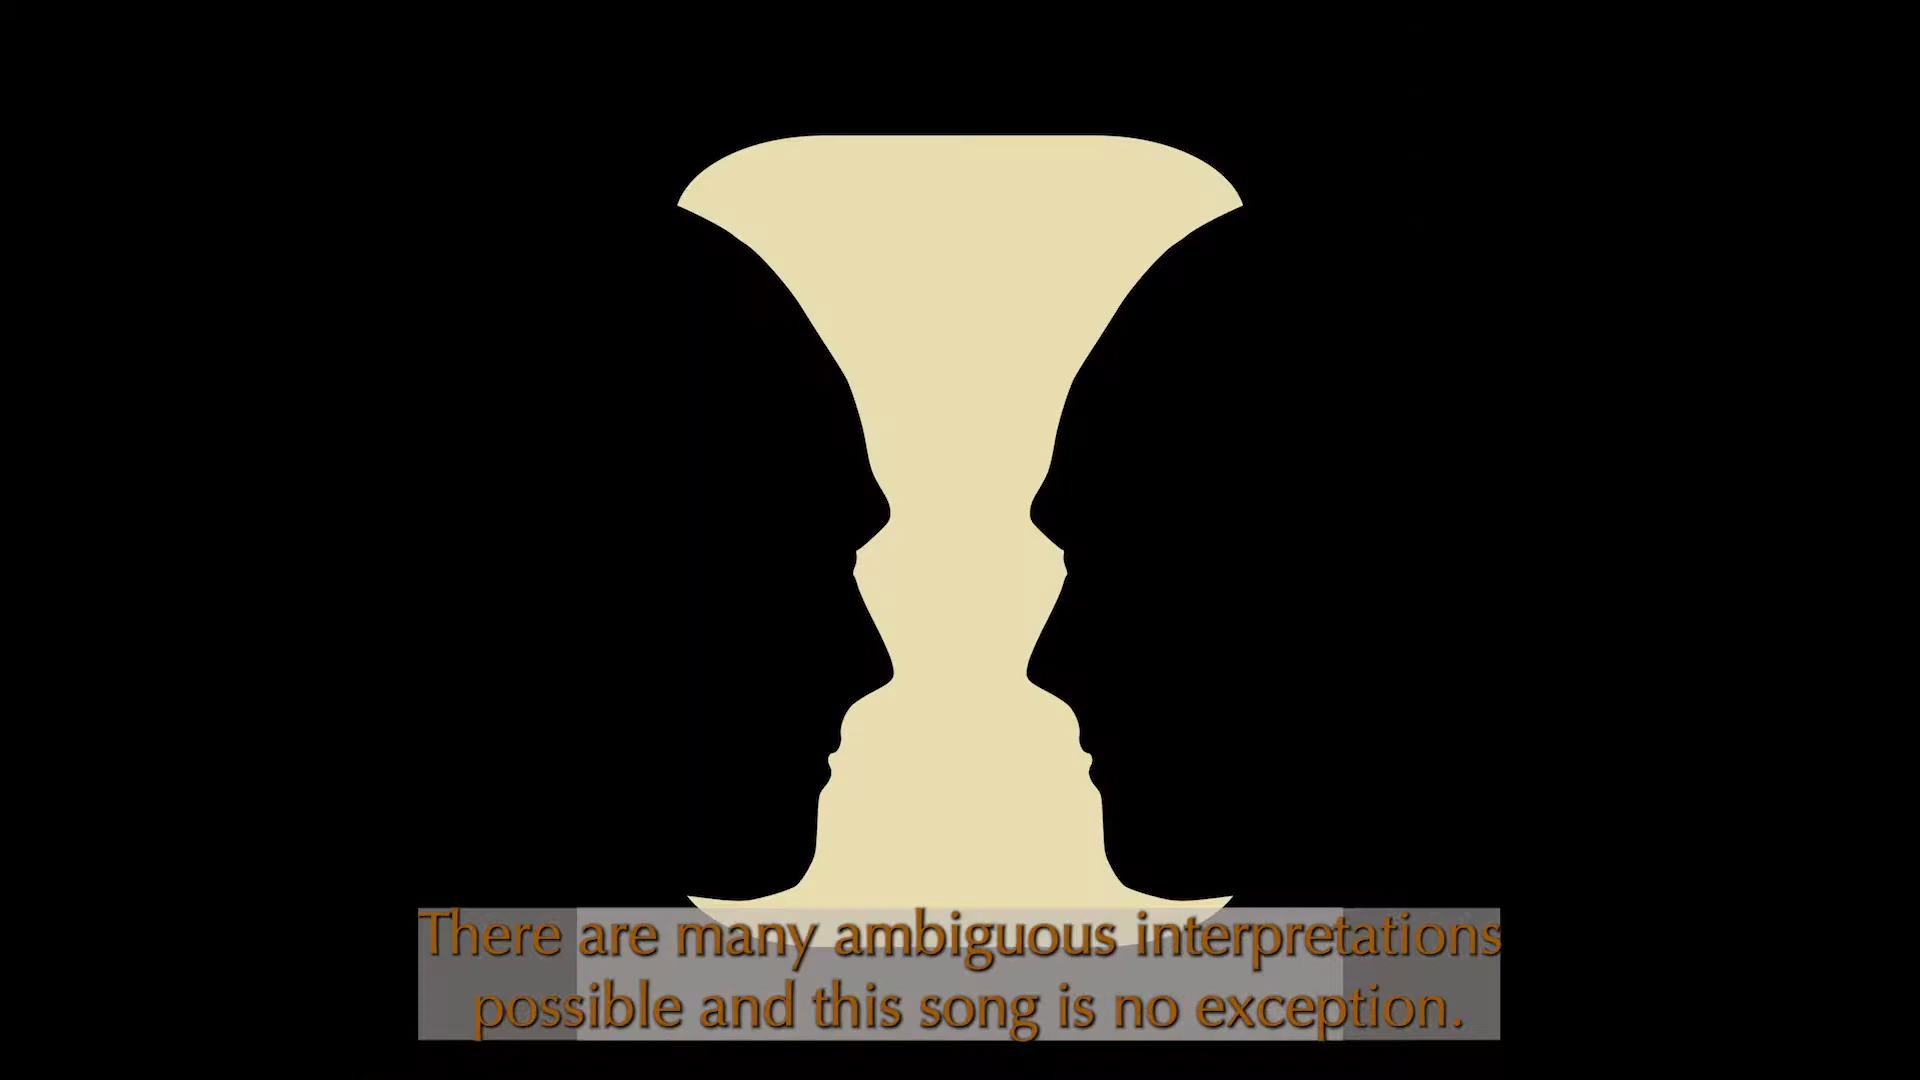 There are many ambiguous interpretations
possible and this song is no exception.